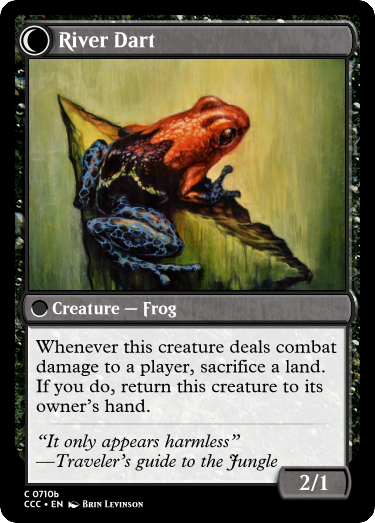 River Dart
Creature — Frog
Whenever this creature deals combat
damage to a player, sacrifice a land.
If you do, return this creature to its
owner's hand.
“It only appears harmless”
—Traveler's guide to the Jungle
2/1
C 0710b
CCC • EN Brin Levinson